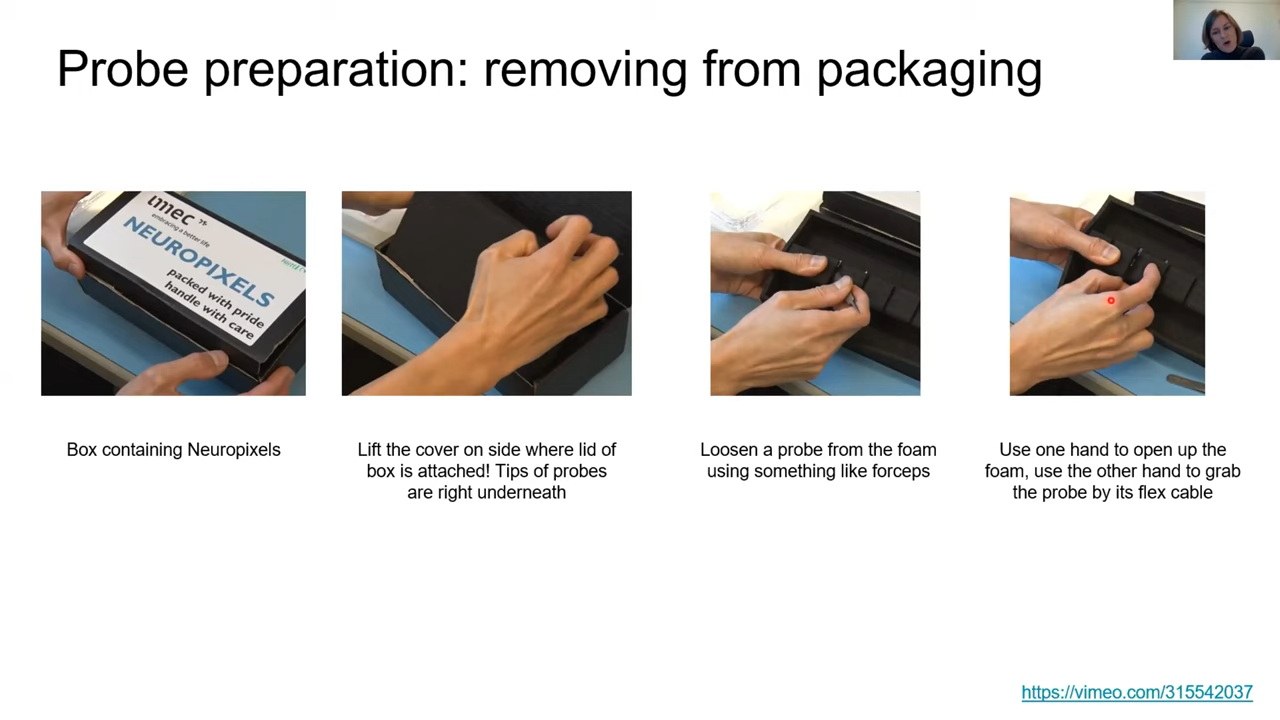 Probe preparation: removing from packaging
imec
embracing a better life
NEUROPIXELS
packed with pride
handle with care
Box containing Neuropixels
Lift the cover on side where lid of
box is attached! Tips of probes
are right underneath
Loosen a probe from the foam
using something like forceps
Use one hand to open up the
foam, use the other hand to grab
the probe by its flex cable
https://vimeo.com/315542037